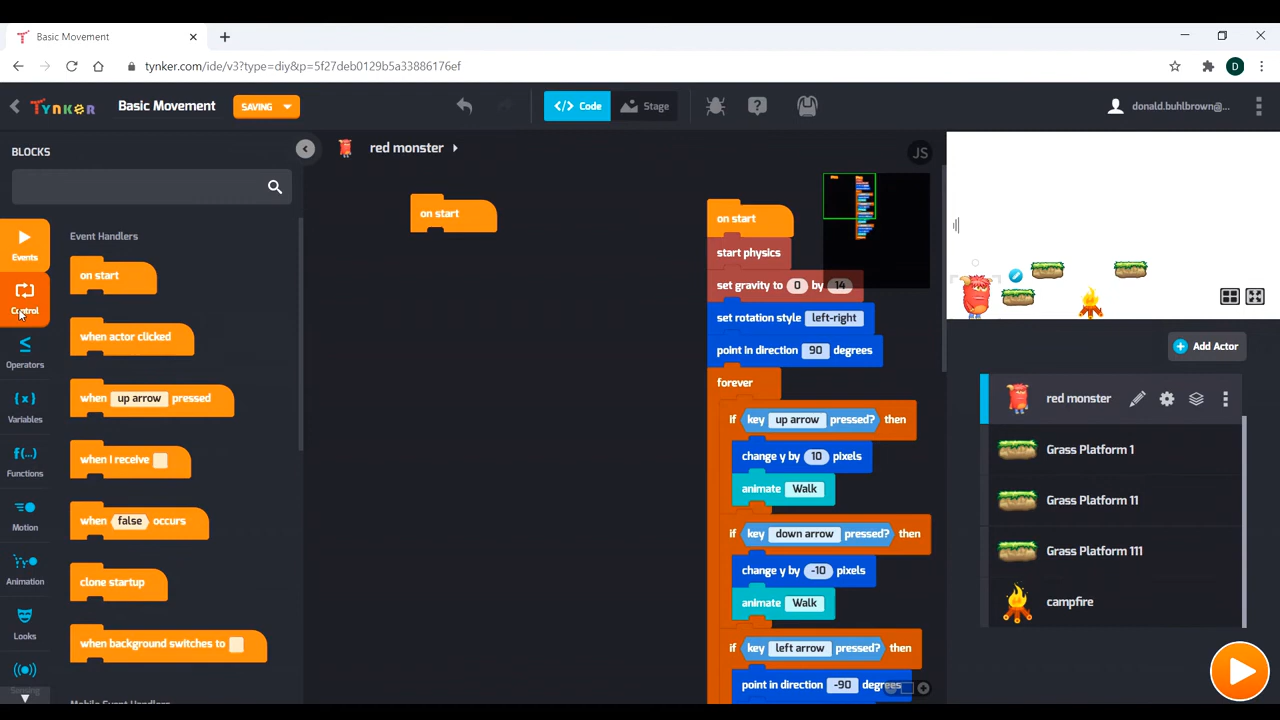 Basic Movement
tynker.com/ide/v3?type=diy&p=5f27deb0129b5a33886176ef
D
TYNKER
Basic Movement
SAVING
</> Code
Stage
donald.buhlbrown@...
BLOCKS
red monster
JS
Events
Control
Operators
Variables
Functions
Motion
Animation
Looks
Sensing
Event Handlers
on start
when actor clicked
when up arrow pressed
when I receive
when false occurs
clone startup
when background switches to
Mobile Event Handlers
on start
on start
start physics
set gravity to 0 by 14
set rotation style left-right
point in direction 90 degrees
forever
if key up arrow pressed? then
change y by 10 pixels
animate Walk
if key down arrow pressed? then
change y by -10 pixels
animate Walk
if key left arrow pressed? then
point in direction -90 degrees
Add Actor
red monster
Grass Platform 1
Grass Platform 11
Grass Platform 111
campfire